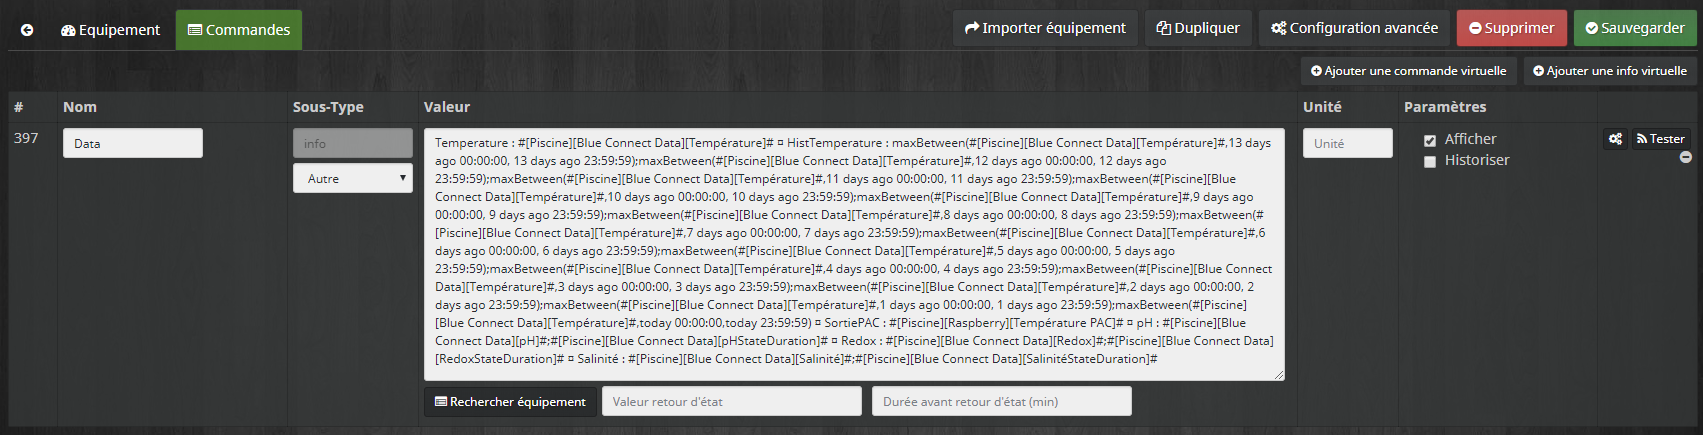 Equipement
Commandes
Importer équipement
Dupliquer
Configuration avancée
Supprimer
Sauvegarder
Ajouter une commande virtuelle
Ajouter une info virtuelle
# Nom Sous-Type Valeur Unité Paramètres
397
Data
info
Autre
Temperature : #[Piscine][Blue Connect Data][Température]# ¤ HistTemperature : maxBetween(#[Piscine][Blue Connect Data][Température]#,13 days
ago 00:00:00, 13 days ago 23:59:59);maxBetween(#[Piscine][Blue Connect Data][Température]#,12 days ago 00:00:00, 12 days ago
23:59:59);maxBetween(#[Piscine][Blue Connect Data][Température]#,11 days ago 00:00:00, 11 days ago 23:59:59);maxBetween(#[Piscine][Blue
Connect Data][Température]#,10 days ago 00:00:00, 10 days ago 23:59:59);maxBetween(#[Piscine][Blue Connect Data][Température]#,9 days ago
00:00:00, 9 days ago 23:59:59);maxBetween(#[Piscine][Blue Connect Data][Température]#,8 days ago 00:00:00, 8 days ago 23:59:59);maxBetween(#
[Piscine][Blue Connect Data][Température]#,7 days ago 00:00:00, 7 days ago 23:59:59);maxBetween(#[Piscine][Blue Connect Data][Température]#,6
days ago 00:00:00, 6 days ago 23:59:59);maxBetween(#[Piscine][Blue Connect Data][Température]#,5 days ago 00:00:00, 5 days ago
23:59:59);maxBetween(#[Piscine][Blue Connect Data][Température]#,4 days ago 00:00:00, 4 days ago 23:59:59);maxBetween(#[Piscine][Blue Connect
Data][Température]#,3 days ago 00:00:00, 3 days ago 23:59:59);maxBetween(#[Piscine][Blue Connect Data][Température]#,2 days ago 00:00:00, 2
days ago 23:59:59);maxBetween(#[Piscine][Blue Connect Data][Température]#,1 days ago 00:00:00, 1 days ago 23:59:59);maxBetween(#[Piscine]
[Blue Connect Data][Température]#,today 00:00:00,today 23:59:59) ¤ SortiePAC : #[Piscine][Raspberry][Température PAC]# ¤ pH : #[Piscine][Blue
Connect Data][pH]#;#[Piscine][Blue Connect Data][pHStateDuration]# ¤ Redox : #[Piscine][Blue Connect Data][Redox]#;#[Piscine][Blue Connect Data]
[RedoxStateDuration]# ¤ Salinité : #[Piscine][Blue Connect Data][Salinité]#;#[Piscine][Blue Connect Data][SalinitéStateDuration]#
Rechercher équipement
Valeur retour d'état
Durée avant retour d'état (min)
Unité
Afficher
Historiser
Tester